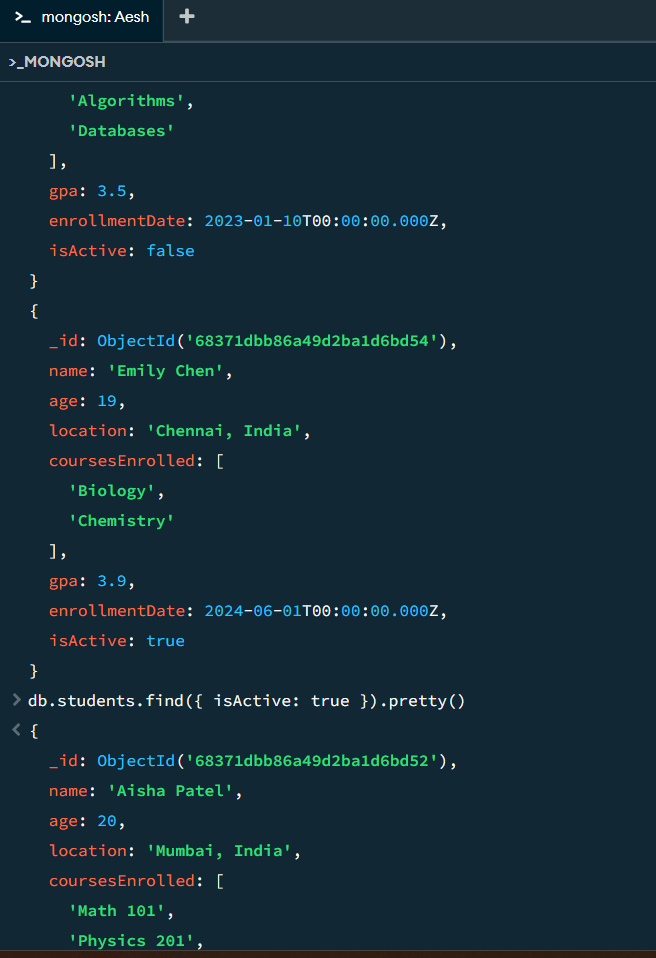 >_ mongosh: Aesh +
>_MONGOSH
'Algorithms',
'Databases'
],
gpa: 3.5,
enrollmentDate: 2023-01-10T00:00:00.000Z,
isActive: false
}
{
_id: ObjectId('68371dbb86a49d2ba1d6bd54'),
name: 'Emily Chen',
age: 19,
location: 'Chennai, India',
coursesEnrolled: [
'Biology',
'Chemistry'
],
gpa: 3.9,
enrollmentDate: 2024-06-01T00:00:00.000Z,
isActive: true
}
> db.students.find({ isActive: true }).pretty()
< {
_id: ObjectId('68371dbb86a49d2ba1d6bd52'),
name: 'Aisha Patel',
age: 20,
location: 'Mumbai, India',
coursesEnrolled: [
'Math 101',
'Physics 201',